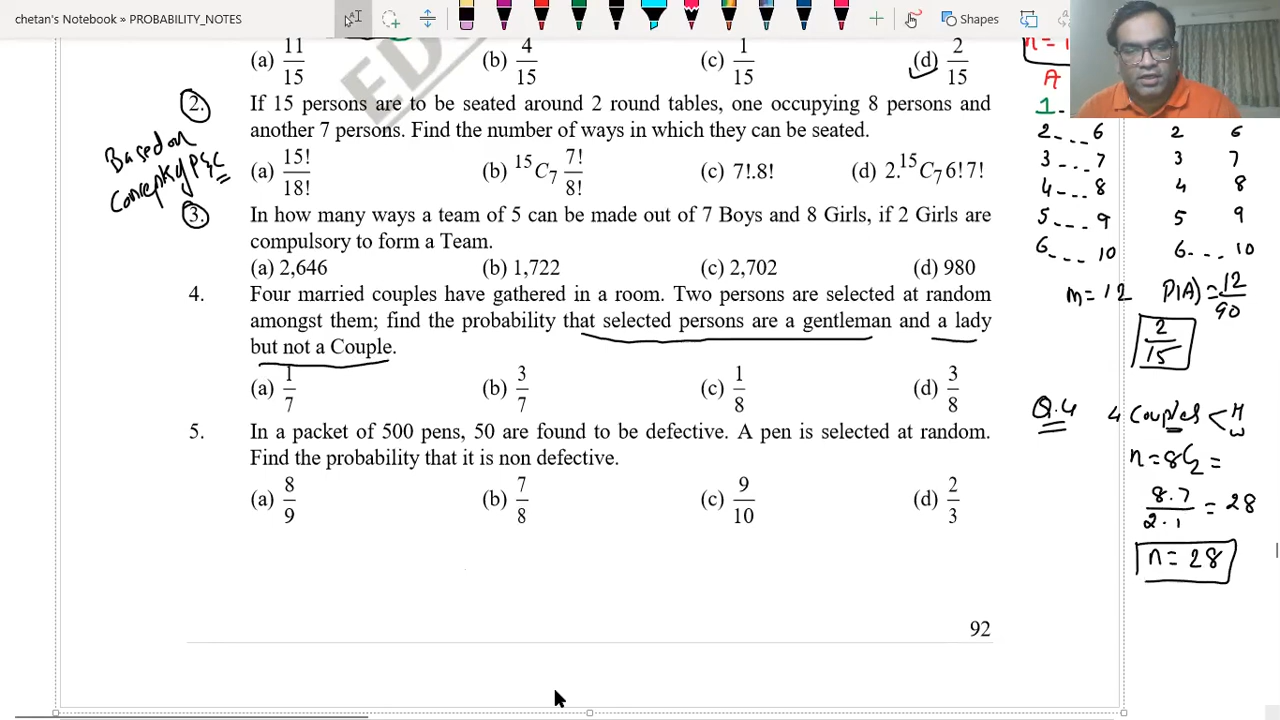 chetan's Notebook » PROBABILITY_NOTES
Shapes
(a) 11/15 (b) 4/15 (c) 1/15 (d) 2/15
2. If 15 persons are to be seated around 2 round tables, one occupying 8 persons and
another 7 persons. Find the number of ways in which they can be seated.
(a) 15!/18! (b) ¹⁵C₇ 7!/8! (c) 7!.8! (d) 2.¹⁵C₇ 6!7!
Based on
Concept of P&C
3. In how many ways a team of 5 can be made out of 7 Boys and 8 Girls, if 2 Girls are
compulsory to form a Team.
(a) 2,646 (b) 1,722 (c) 2,702 (d) 980
4. Four married couples have gathered in a room. Two persons are selected at random
amongst them; find the probability that selected persons are a gentleman and a lady
but not a Couple.
(a) 1/7 (b) 3/7 (c) 1/8 (d) 3/8
5. In a packet of 500 pens, 50 are found to be defective. A pen is selected at random.
Find the probability that it is non defective.
(a) 8/9 (b) 7/8 (c) 9/10 (d) 2/3
92
A
1
2 - - - 6 2 6
3 - - - 7 3 7
4 - - - 8 4 8
5 - - - 9 5 9
6 - - - 10 6 - - - 10
m = 12 P(A) = 12/90
2/15
Q.4 4 Couples < H W
n = 8C₂ =
8.7/2.1 = 28
n = 28